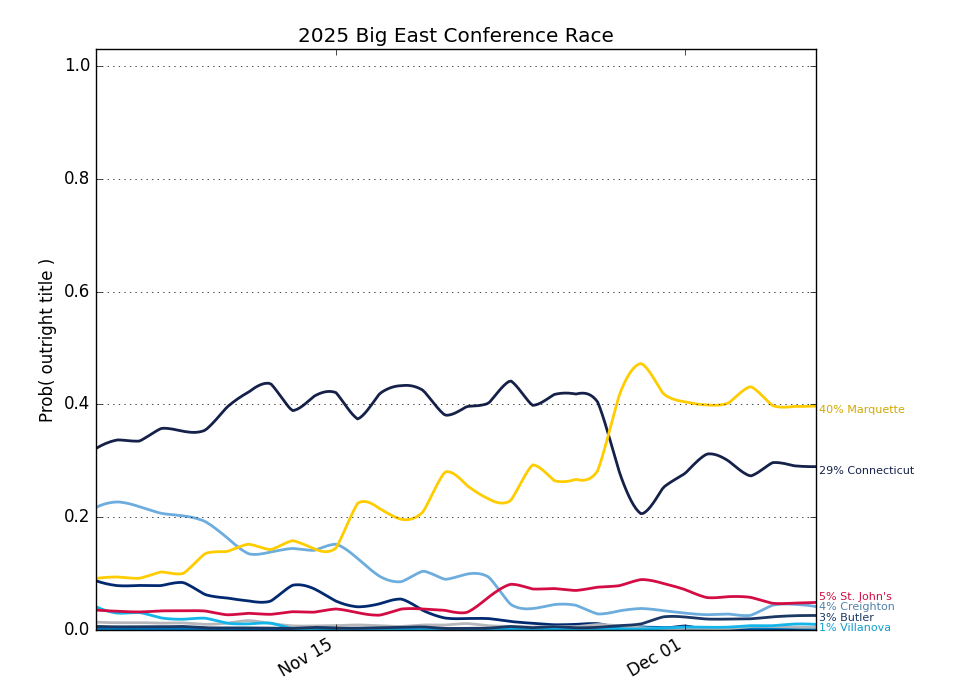 2025 Big East Conference Race
Prob( outright title )
1.0
0.8
0.6
0.4
0.2
0.0
Nov 15
Dec 01
40% Marquette
29% Connecticut
5% St. John's
4% Creighton
3% Butler
1% Villanova